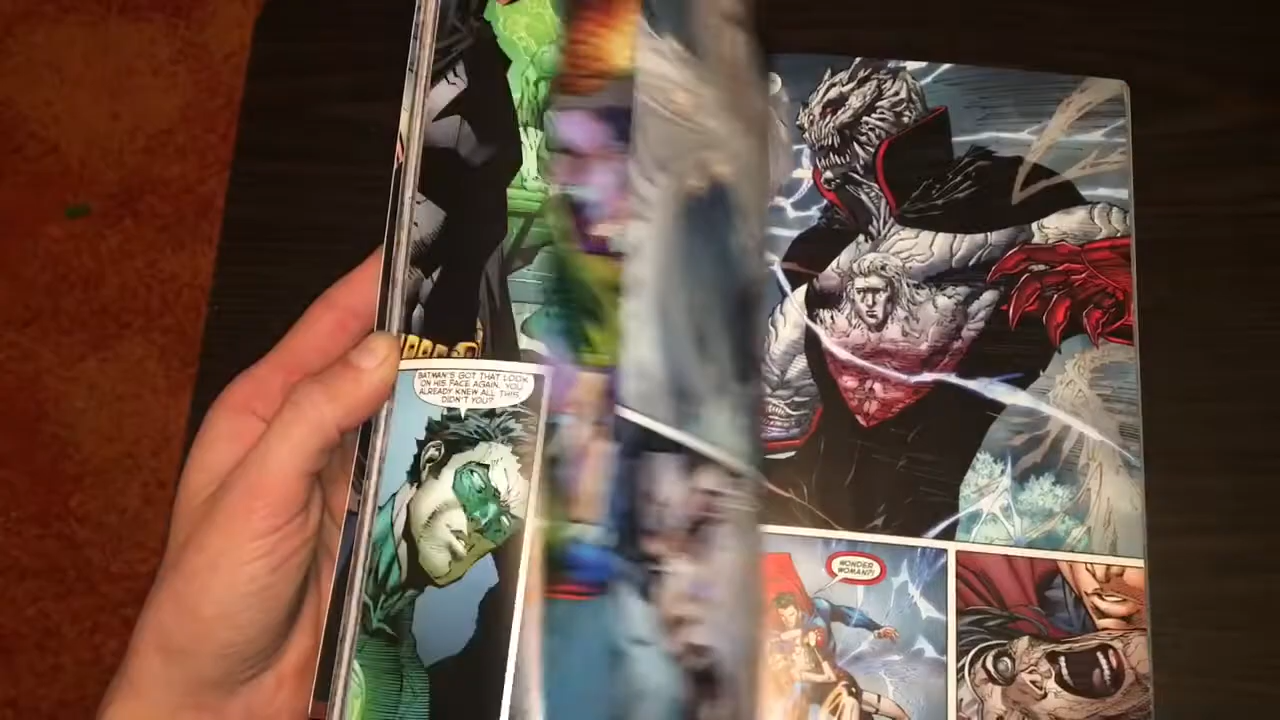 BATMAN'S GOT THAT LOOK
ON HIS FACE AGAIN. YOU
ALREADY KNEW ALL THIS,
DIDN'T YOU?
WONDER
WOMAN?!